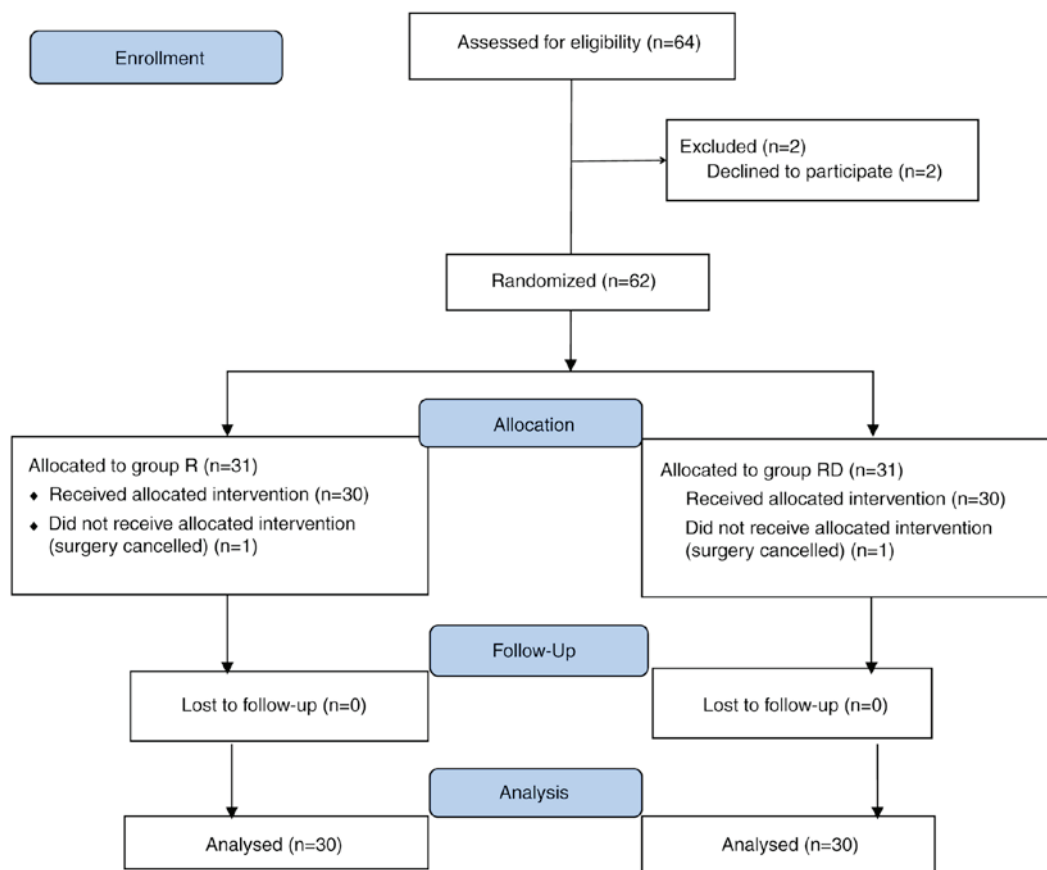 Assessed for eligibility (n=64)
Enrollment
Excluded (n=2)
Declined to participate (n=2)
Randomized (n=62)
Allocation
Allocated to group R (n=31)
♦ Received allocated intervention (n=30)
♦ Did not receive allocated intervention
(surgery cancelled) (n=1)
Allocated to group RD (n=31)
Received allocated intervention (n=30)
Did not receive allocated intervention
(surgery cancelled) (n=1)
Follow-Up
Lost to follow-up (n=0)
Lost to follow-up (n=0)
Analysis
Analysed (n=30)
Analysed (n=30)